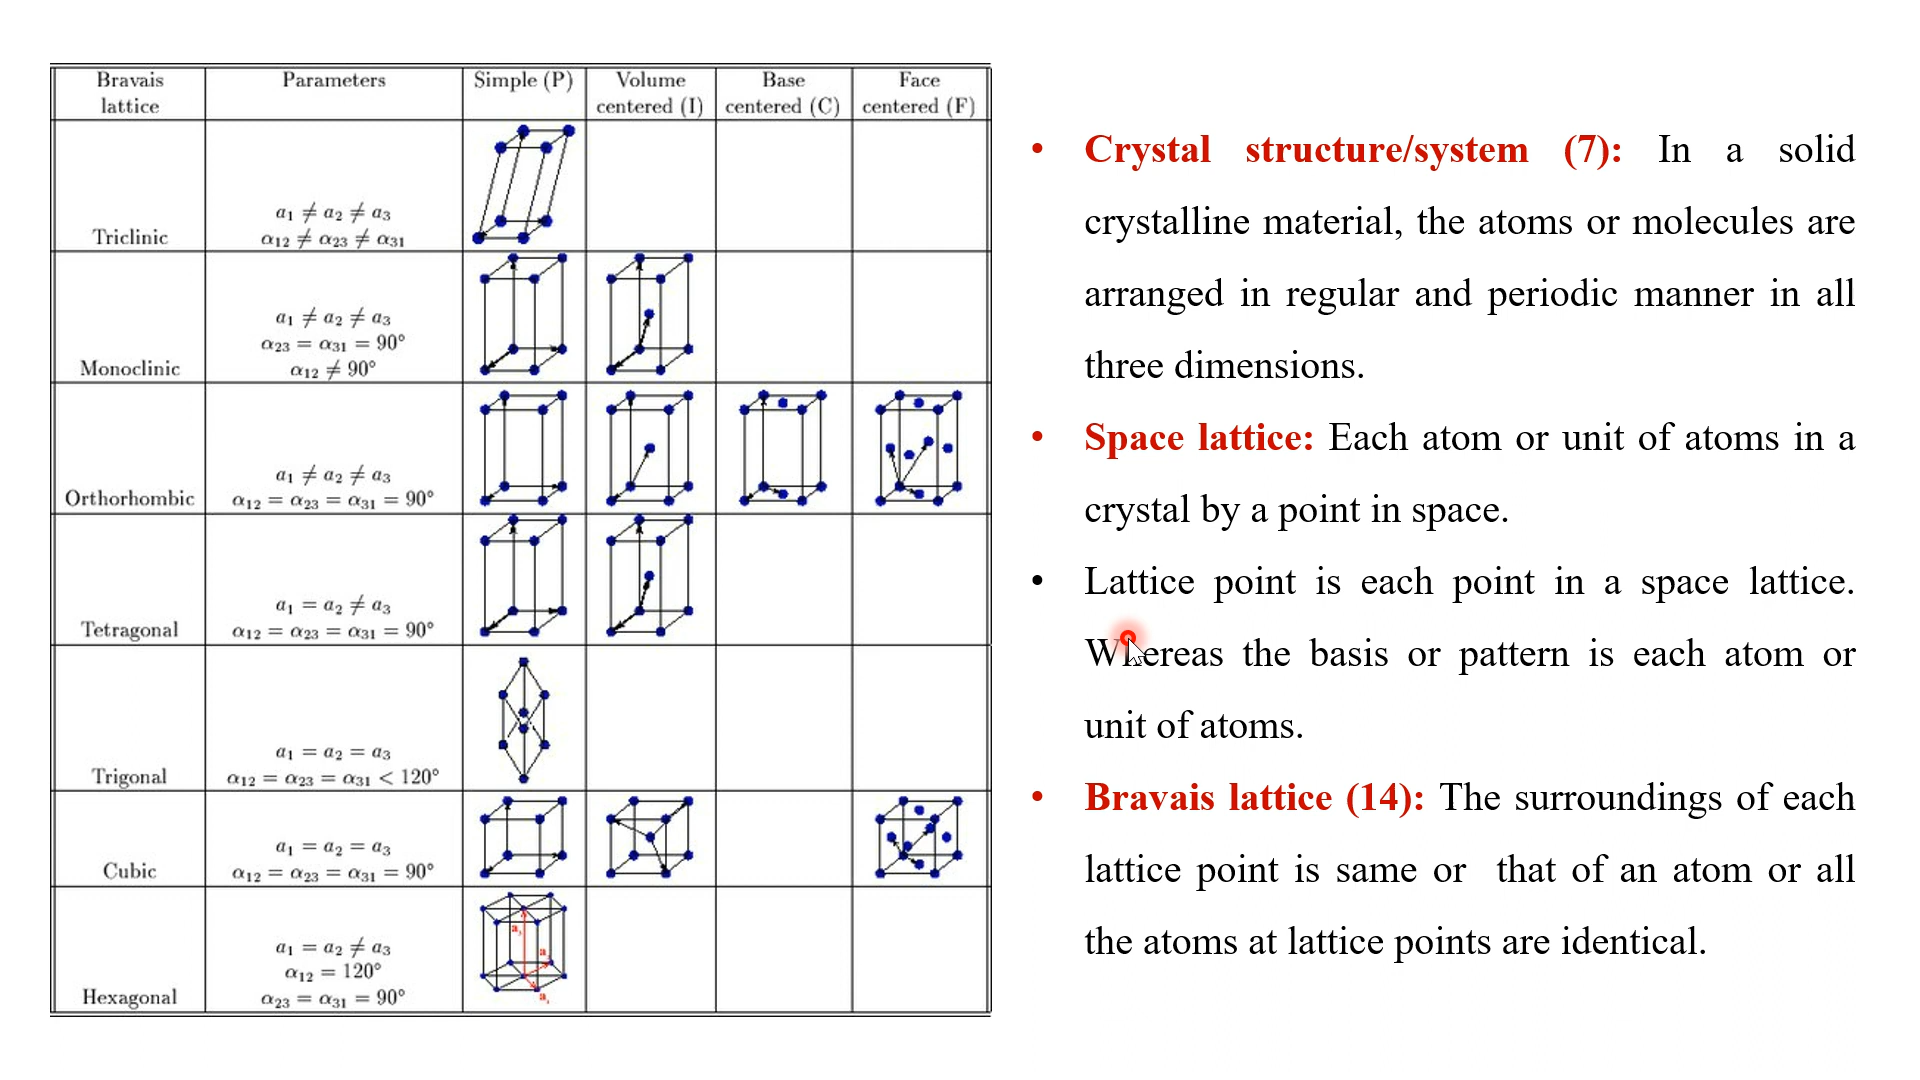 Bravais lattice
Parameters
Simple (P)
Volume centered (I)
Base centered (C)
Face centered (F)
Triclinic
a₁ ≠ a₂ ≠ a₃
α₁₂ ≠ α₂₃ ≠ α₃₁
Monoclinic
a₁ ≠ a₂ ≠ a₃
α₂₃ = α₃₁ = 90°
α₁₂ ≠ 90°
Orthorhombic
a₁ ≠ a₂ ≠ a₃
α₁₂ = α₂₃ = α₃₁ = 90°
Tetragonal
a₁ = a₂ ≠ a₃
α₁₂ = α₂₃ = α₃₁ = 90°
Trigonal
a₁ = a₂ = a₃
α₁₂ = α₂₃ = α₃₁ < 120°
Cubic
a₁ = a₂ = a₃
α₁₂ = α₂₃ = α₃₁ = 90°
Hexagonal
a₁ = a₂ ≠ a₃
α₁₂ = 120°
α₂₃ = α₃₁ = 90°
• Crystal structure/system (7): In a solid
crystalline material, the atoms or molecules are
arranged in regular and periodic manner in all
three dimensions.
• Space lattice: Each atom or unit of atoms in a
crystal by a point in space.
• Lattice point is each point in a space lattice.
Whereas the basis or pattern is each atom or
unit of atoms.
• Bravais lattice (14): The surroundings of each
lattice point is same or that of an atom or all
the atoms at lattice points are identical.